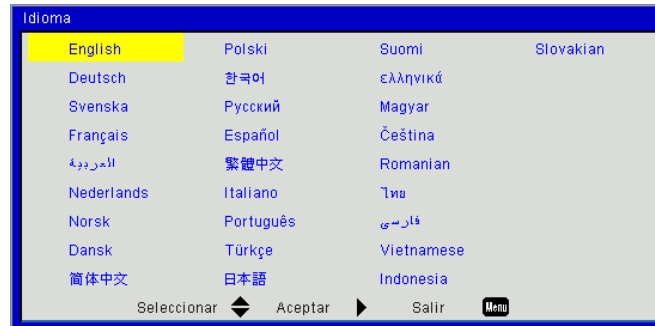 Idioma
English Polski Suomi Slovakian
Deutsch 한국어 ελληνικά
Svenska Русский Magyar
Français Español Čeština
العربية 繁體中文 Romanian
Nederlands Italiano ไทย
Norsk Português فارسی
Dansk Türkçe Vietnamese
简体中文 日本語 Indonesia
Seleccionar Aceptar Salir Menu